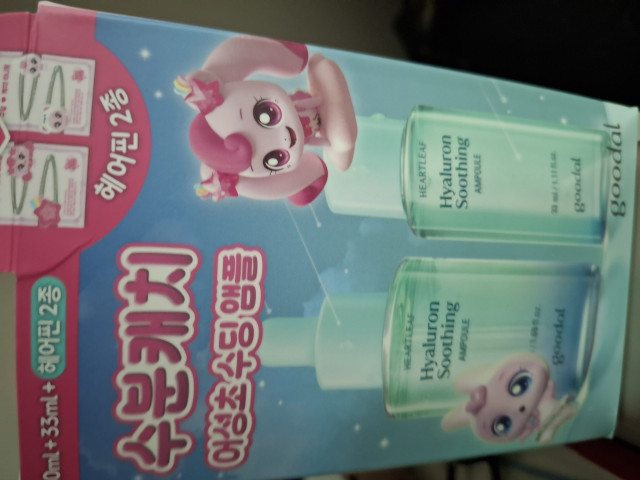 0ml + 33ml + 헤어핀 2종
헤어핀 2종
수분캐치
어성초 수딩 앰플
HEARTLEAF
Hyaluron
Soothing
AMPOULE
goodal
HEARTLEAF
Hyaluron
Soothing
AMPOULE
goodal
goodal